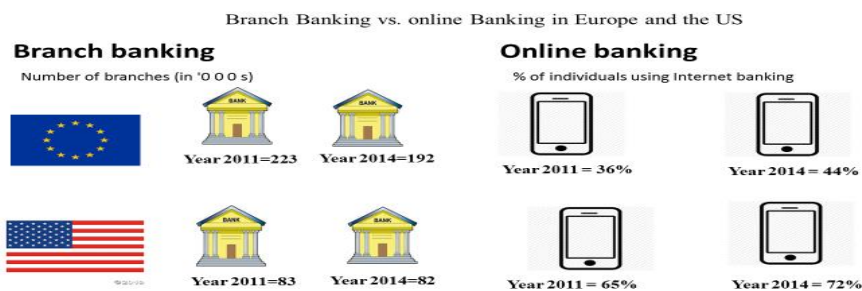 Branch Banking vs. online Banking in Europe and the US
Branch banking
Online banking
Number of branches (in '0 0 0 s)
% of individuals using Internet banking
BANK
BANK
Year 2011=223
Year 2014=192
Year 2011 = 36%
Year 2014 = 44%
BANK
BANK
Year 2011=83
Year 2014=82
Year 2011 = 65%
Year 2014 = 72%